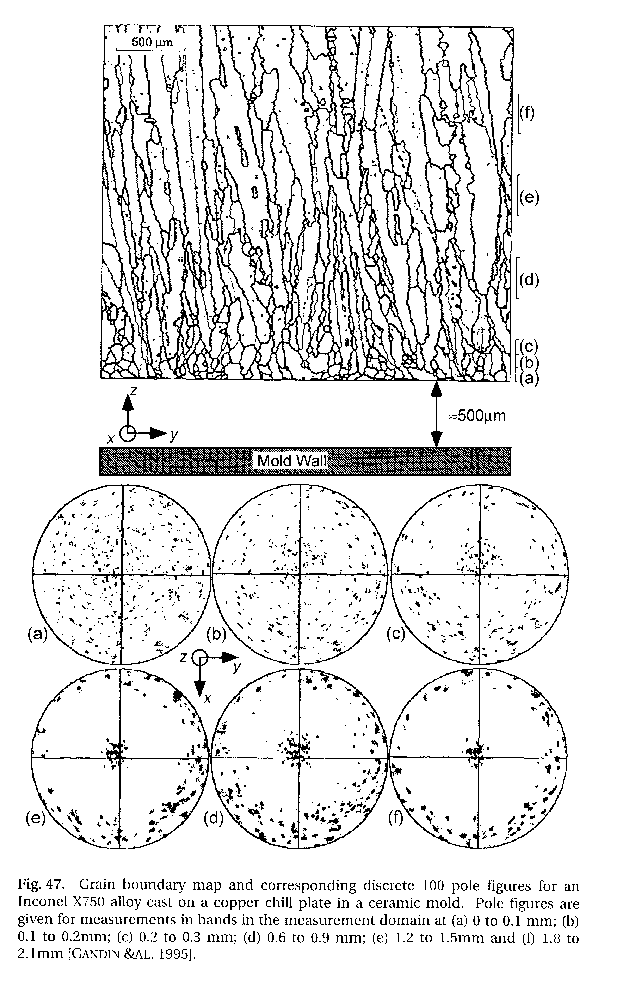 500 µm
(f)
(e)
(d)
(c)
(b)
(a)
z
x
y
≈500µm
Mold Wall
(a)
(b)
(c)
z
y
x
(e)
(d)
(f)
Fig. 47. Grain boundary map and corresponding discrete 100 pole figures for an
Inconel X750 alloy cast on a copper chill plate in a ceramic mold. Pole figures are
given for measurements in bands in the measurement domain at (a) 0 to 0.1 mm; (b)
0.1 to 0.2mm; (c) 0.2 to 0.3 mm; (d) 0.6 to 0.9 mm; (e) 1.2 to 1.5mm and (f) 1.8 to
2.1mm [GANDIN &AL. 1995].